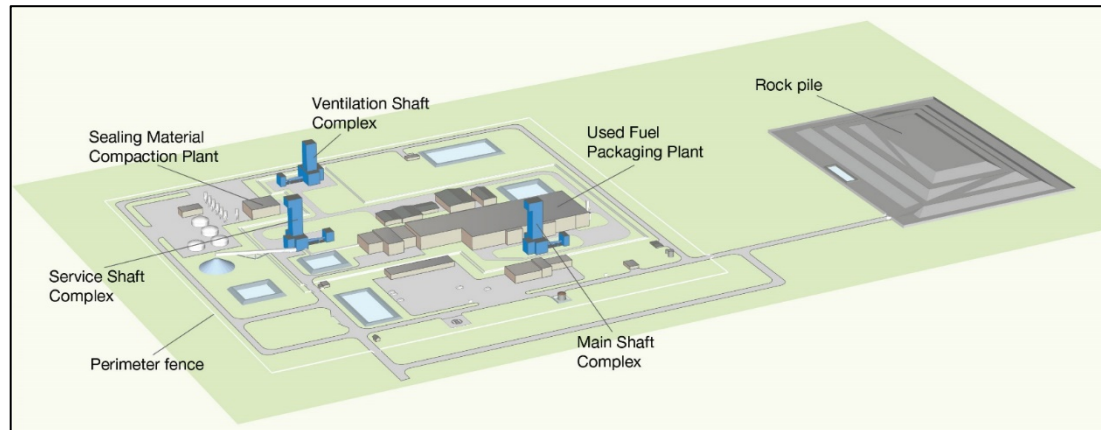 Ventilation Shaft
Complex
Rock pile
Sealing Material
Compaction Plant
Used Fuel
Packaging Plant
Service Shaft
Complex
Main Shaft
Complex
Perimeter fence